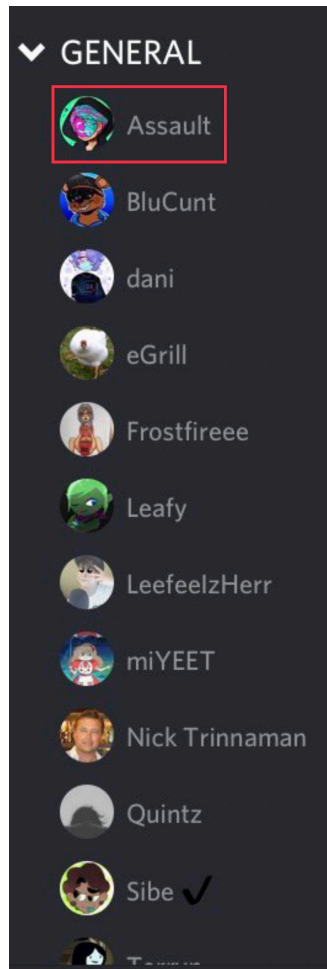 GENERAL
Assault
BluCunt
dani
eGrill
Frostfireee
Leafy
LeefeelzHerr
miYEET
Nick Trinnaman
Quintz
Sibe